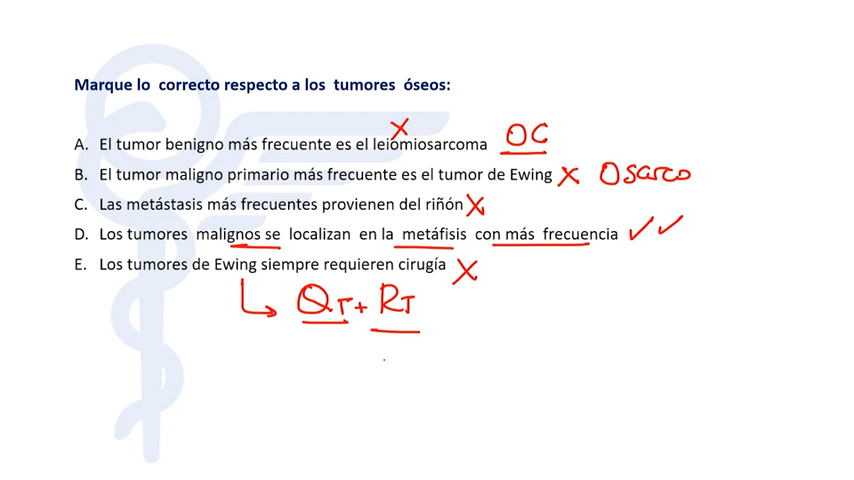 Marque lo correcto respecto a los tumores óseos:
A. El tumor benigno más frecuente es el leiomiosarcoma X OC
B. El tumor maligno primario más frecuente es el tumor de Ewing X Osarco
C. Las metástasis más frecuentes provienen del riñón X
D. Los tumores malignos se localizan en la metáfisis con más frecuencia ✓✓
E. Los tumores de Ewing siempre requieren cirugía X
↳ QT + RT